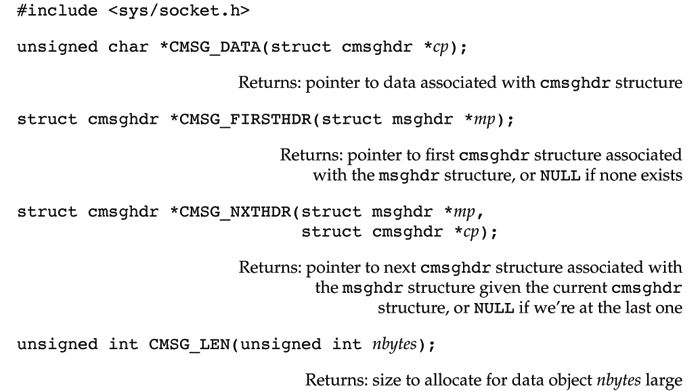 #include <sys/socket.h>
unsigned char *CMSG_DATA(struct cmsghdr *cp);
Returns: pointer to data associated with cmsghdr structure
struct cmsghdr *CMSG_FIRSTHDR(struct msghdr *mp);
Returns: pointer to first cmsghdr structure associated
with the msghdr structure, or NULL if none exists
struct cmsghdr *CMSG_NXTHDR(struct msghdr *mp,
struct cmsghdr *cp);
Returns: pointer to next cmsghdr structure associated with
the msghdr structure given the current cmsghdr
structure, or NULL if we’re at the last one
unsigned int CMSG_LEN(unsigned int nbytes);
Returns: size to allocate for data object nbytes large